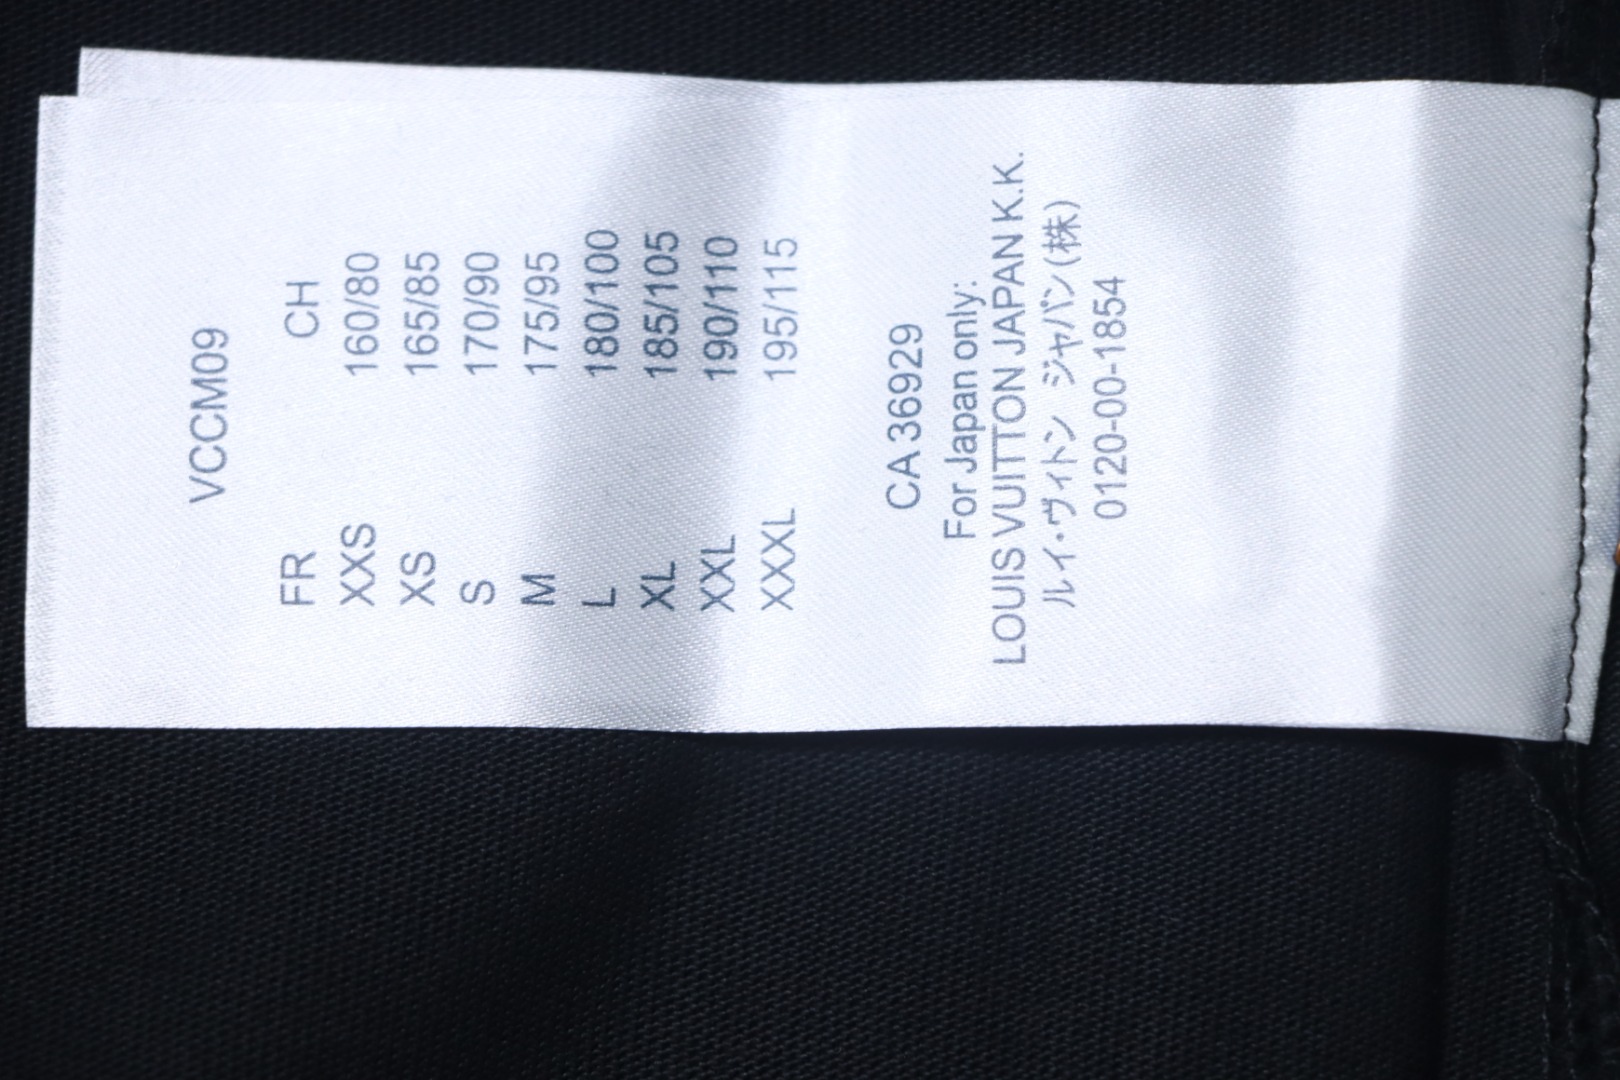 VCCM09
FR CH
XXS 160/80
XS 165/85
S 170/90
M 175/95
L 180/100
XL 185/105
XXL 190/110
XXXL 195/115
CA 36929
For Japan only:
LOUIS VUITTON JAPAN K.K.
ルイ・ヴィトン ジャパン(株)
0120-00-1854